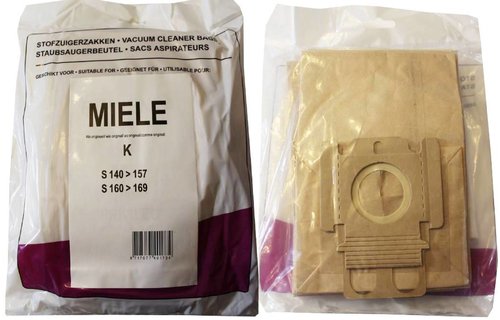 STOFZUIGERZAKKEN • VACUUM CLEANER BAGS
STAUBSAUGERBEUTEL • SACS ASPIRATEURS
GESCHIKT VOOR • SUITABLE FOR • GEEIGNET FÜR • UTILISABLE POUR:
MIELE
K
S 140 > 157
S 160 > 169